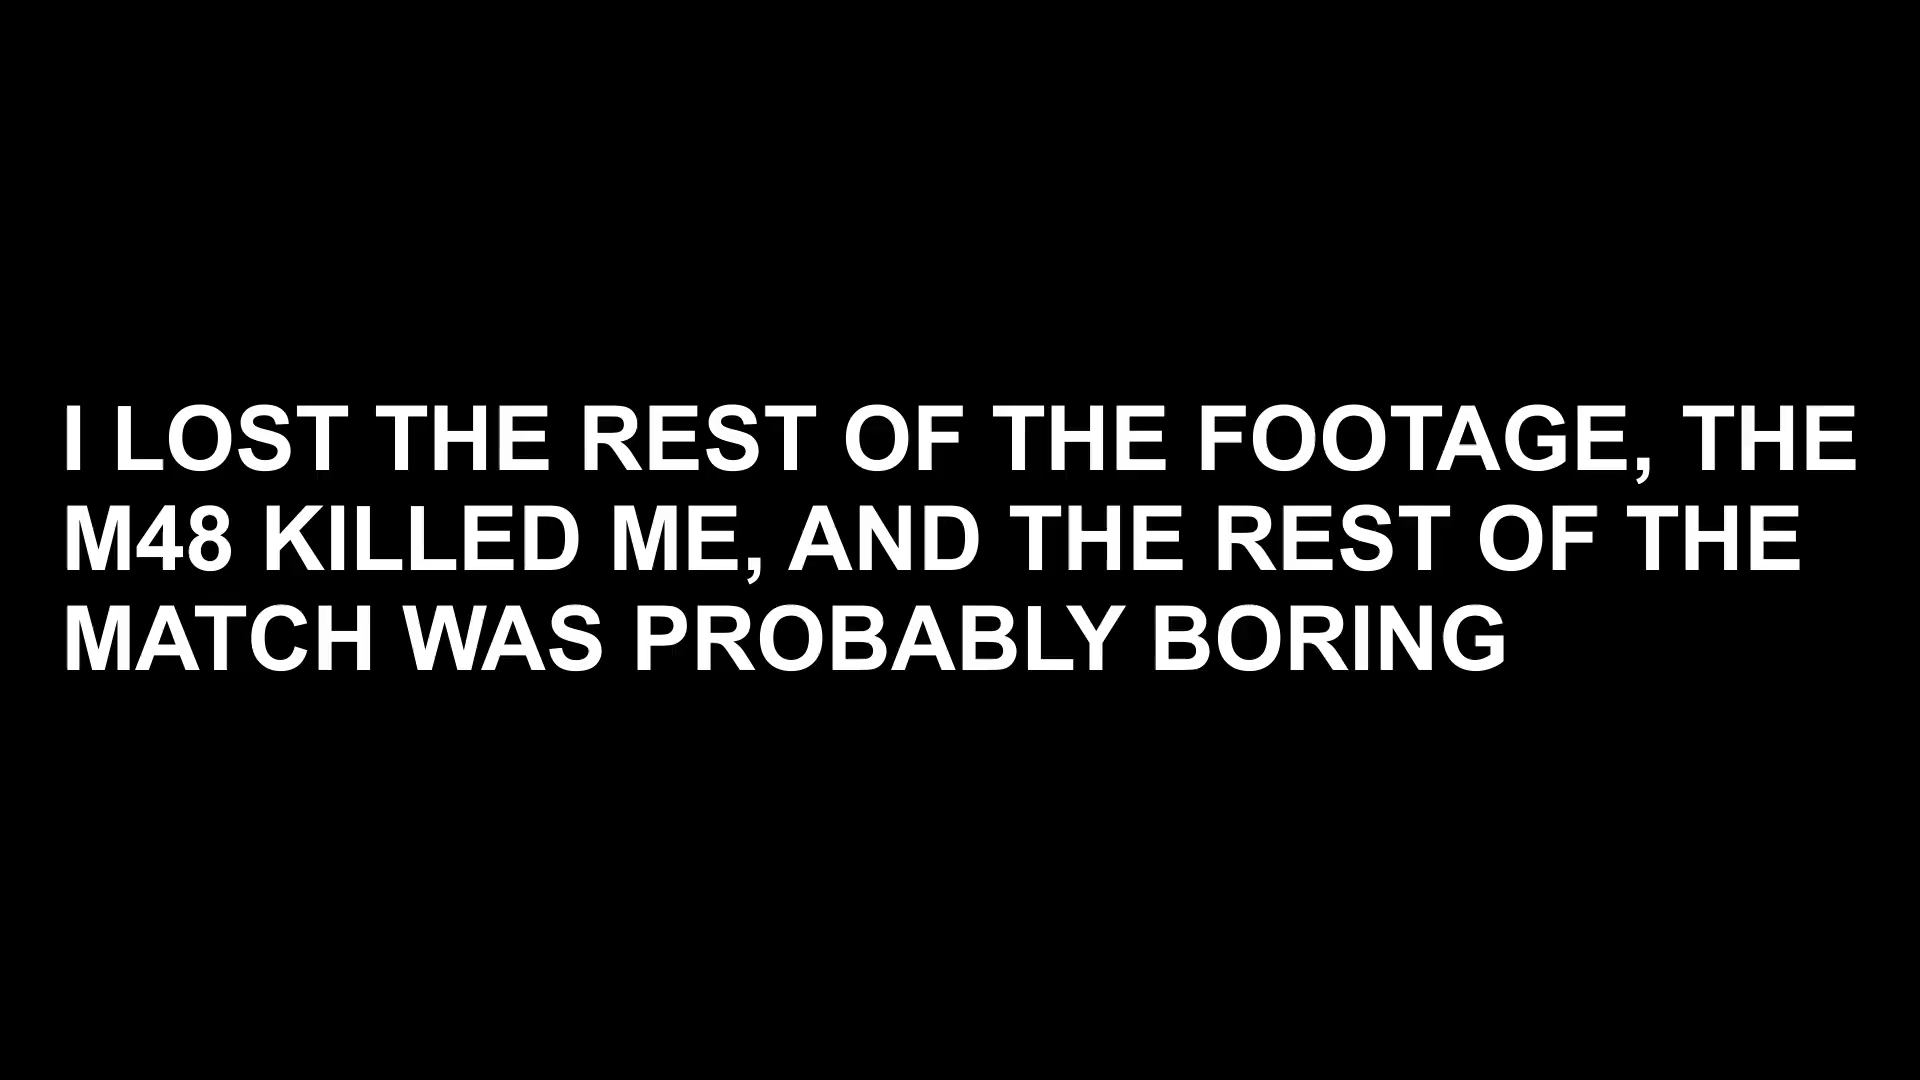 I LOST THE REST OF THE FOOTAGE, THE
M48 KILLED ME, AND THE REST OF THE
MATCH WAS PROBABLY BORING